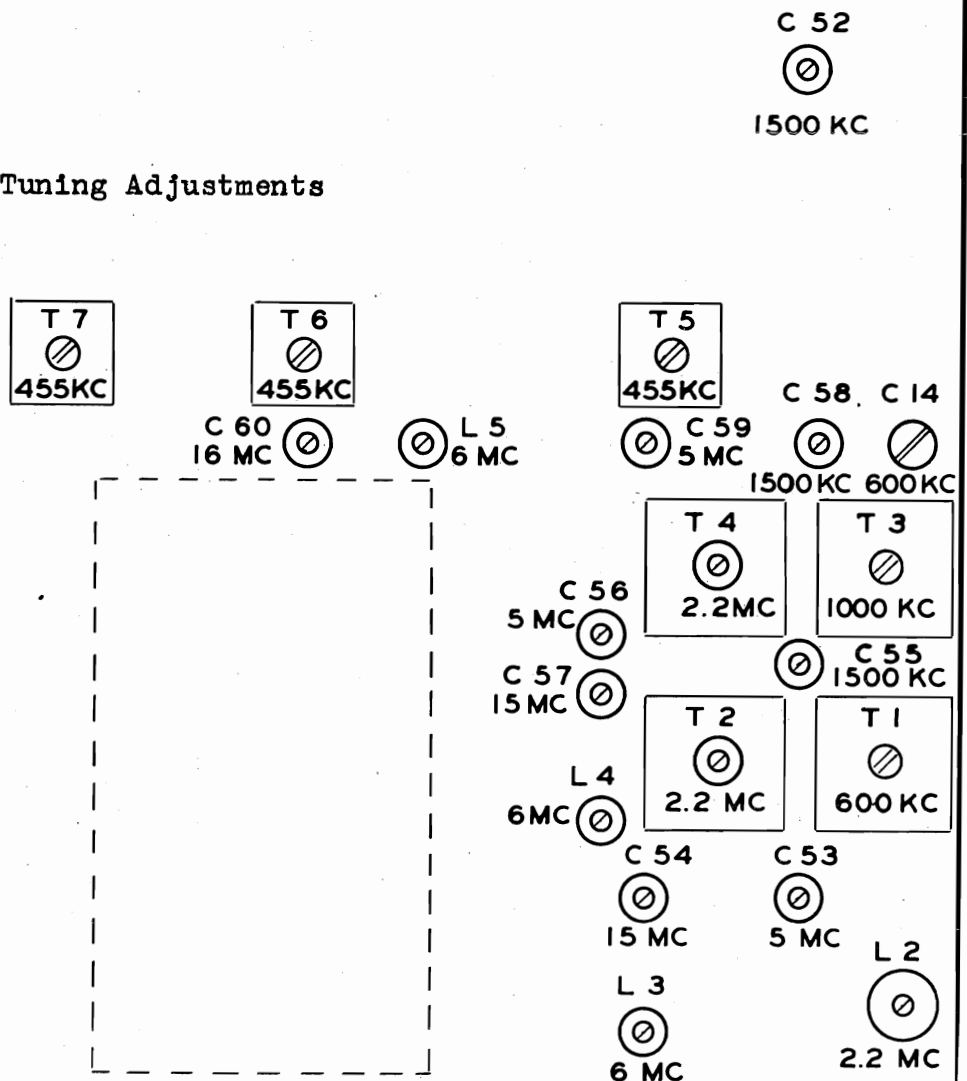 C 52
1500 KC
Tuning Adjustments
T 7
455KC
T 6
455KC
T 5
455KC
C 58. C 14
1500 KC 600 KC
C 60
16 MC
L 5
6 MC
C 59
5 MC
T 4
2.2MC
T 3
1000 KC
C 56
5 MC
C 57
15 MC
C 55
1500 KC
T 2
2.2 MC
T 1
600 KC
L 4
6MC
C 54
15 MC
C 53
5 MC
L 2
2.2 MC
L 3
6 MC